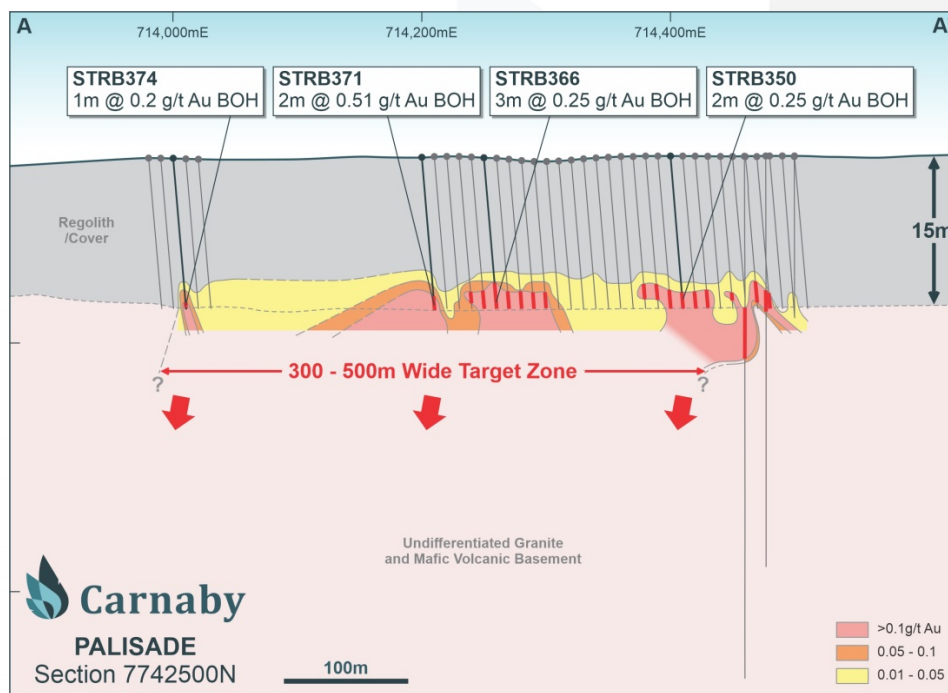 A
714,000mE
714,200mE
714,400mE
A
STRB374
1m @ 0.2 g/t Au BOH
STRB371
2m @ 0.51 g/t Au BOH
STRB366
3m @ 0.25 g/t Au BOH
STRB350
2m @ 0.25 g/t Au BOH
Regolith
/Cover
15m
300 - 500m Wide Target Zone
?
?
Undifferentiated Granite
and Mafic Volcanic Basement
Carnaby
PALISADE
Section 7742500N
100m
>0.1g/t Au
0.05 - 0.1
0.01 - 0.05